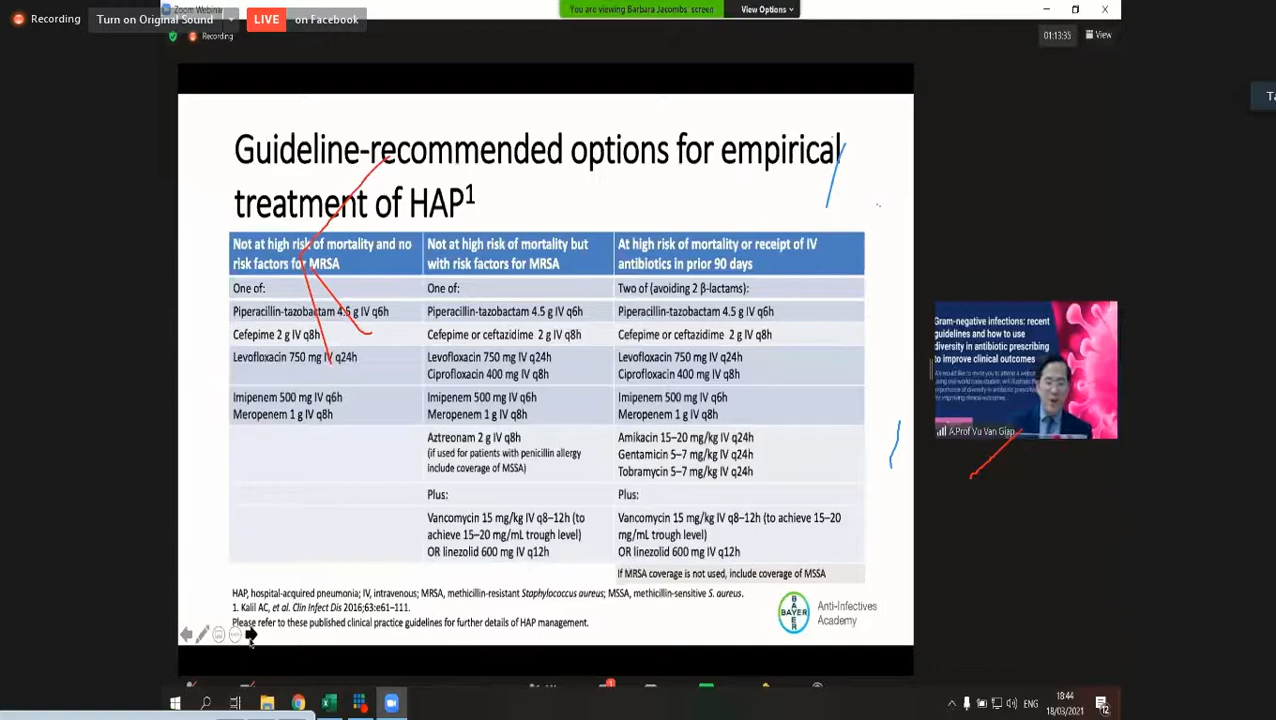 Zoom Webinar
Recording
Turn on Original Sound
LIVE
on Facebook
You are viewing Barbara Jacombs' screen
View Options
Recording
01:13:35
View
Guideline-recommended options for empirical
treatment of HAP1
Not at high risk of mortality and no
risk factors for MRSA
Not at high risk of mortality but
with risk factors for MRSA
At high risk of mortality or receipt of IV
antibiotics in prior 90 days
One of:
One of:
Two of (avoiding 2 β-lactams):
Piperacillin-tazobactam 4.5 g IV q6h
Piperacillin-tazobactam 4.5 g IV q6h
Piperacillin-tazobactam 4.5 g IV q6h
Cefepime 2 g IV q8h
Cefepime or ceftazidime 2 g IV q8h
Cefepime or ceftazidime 2 g IV q8h
Levofloxacin 750 mg IV q24h
Levofloxacin 750 mg IV q24h
Ciprofloxacin 400 mg IV q8h
Levofloxacin 750 mg IV q24h
Ciprofloxacin 400 mg IV q8h
Imipenem 500 mg IV q6h
Meropenem 1 g IV q8h
Imipenem 500 mg IV q6h
Meropenem 1 g IV q8h
Imipenem 500 mg IV q6h
Meropenem 1 g IV q8h
Aztreonam 2 g IV q8h
(if used for patients with penicillin allergy
include coverage of MSSA)
Amikacin 15–20 mg/kg IV q24h
Gentamicin 5–7 mg/kg IV q24h
Tobramycin 5–7 mg/kg IV q24h
Plus:
Plus:
Vancomycin 15 mg/kg IV q8–12h (to
achieve 15–20 mg/mL trough level)
OR linezolid 600 mg IV q12h
Vancomycin 15 mg/kg IV q8–12h (to achieve 15–20
mg/mL trough level)
OR linezolid 600 mg IV q12h
If MRSA coverage is not used, include coverage of MSSA
HAP, hospital-acquired pneumonia; IV, intravenous; MRSA, methicillin-resistant Staphylococcus aureus; MSSA, methicillin-sensitive S. aureus.
1. Kalil AC, et al. Clin Infect Dis 2016;63:e61–111.
Please refer to these published clinical practice guidelines for further details of HAP management.
BAYER
BAYER
Anti-Infectives
Academy
Gram-negative infections: recent
guidelines and how to use
diversity in antibiotic prescribing
to improve clinical outcomes
A.Prof Vu Van Giap
ENG
18:44
18/03/2021
12